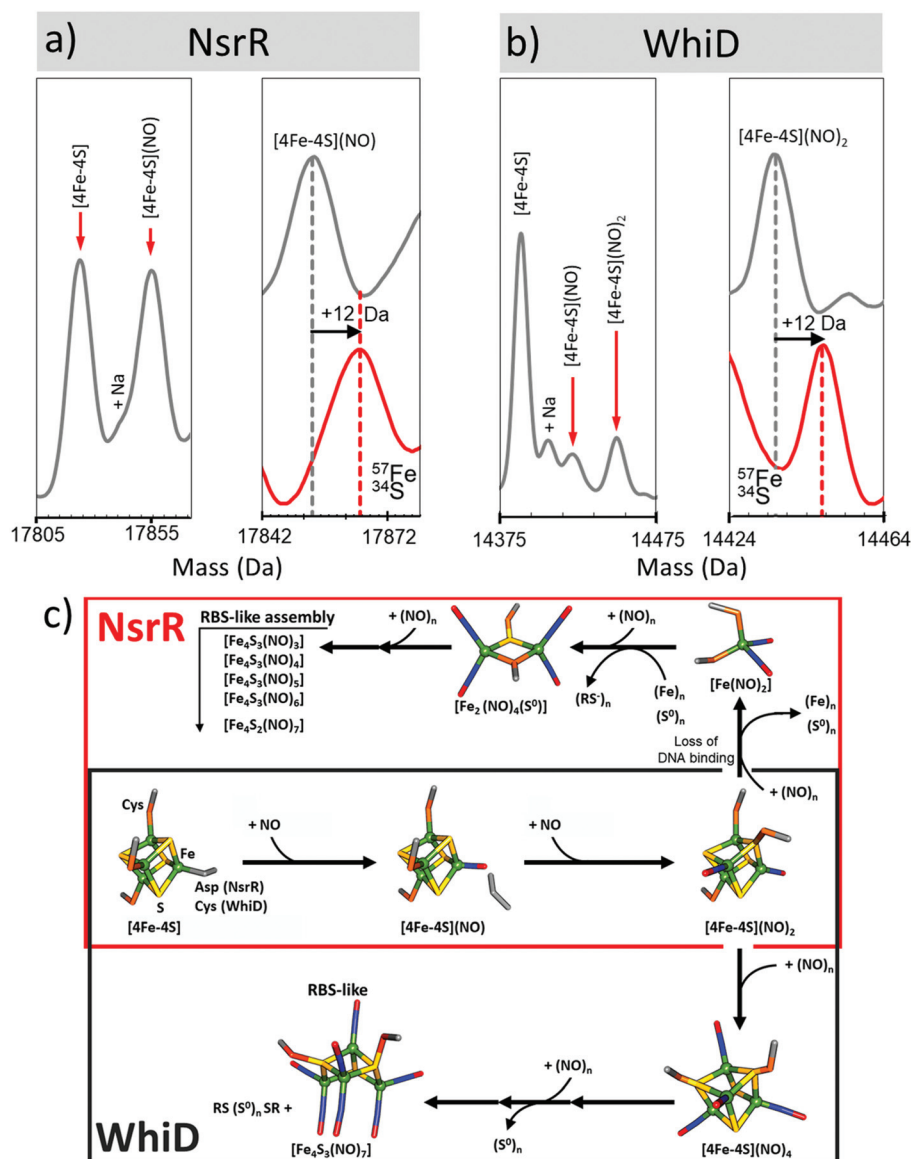 a) NsrR
[4Fe-4S]
[4Fe-4S](NO)
+ Na
17805 17855
[4Fe-4S](NO)
+12 Da
57Fe
34S
17842 17872
Mass (Da)
b) WhiD
[4Fe-4S]
+ Na
[4Fe-4S](NO)
[4Fe-4S](NO)2
14375 14475
[4Fe-4S](NO)2
+12 Da
57Fe
34S
14424 14464
Mass (Da)
c)
NsrR
RBS-like assembly
[Fe4S3(NO)3]
[Fe4S3(NO)4]
[Fe4S3(NO)5]
[Fe4S3(NO)6]
[Fe4S2(NO)7]
+ (NO)n
[Fe2 (NO)4(S0)]
+ (NO)n
(RS-)n
(Fe)n
(S0)n
[Fe(NO)2]
(Fe)n
(S0)n
Loss of
DNA binding
+ (NO)n
Cys
Fe
Asp (NsrR)
Cys (WhiD)
S
[4Fe-4S]
+ NO
[4Fe-4S](NO)
+ NO
[4Fe-4S](NO)2
+ (NO)n
RBS-like
RS (S0)n SR +
[Fe4S3(NO)7]
+ (NO)n
(S0)n
[4Fe-4S](NO)4
WhiD